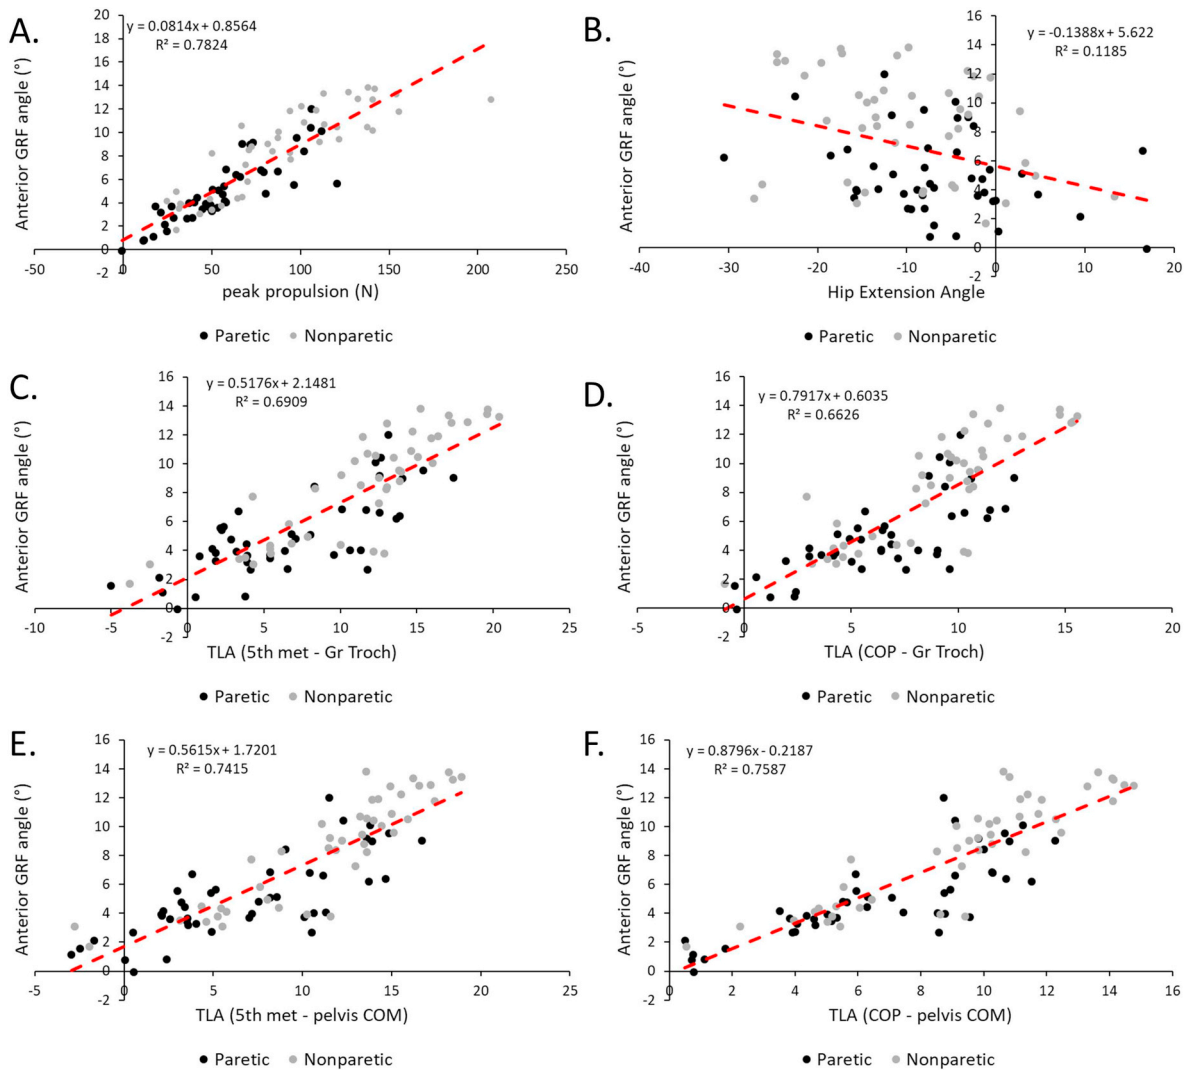 A.
y = 0.0814x + 0.8564
R² = 0.7824
Anterior GRF angle (°)
20
18
16
14
12
10
8
6
4
2
0
-2
-50
0
50
100
150
200
250
peak propulsion (N)
Paretic
Nonparetic
B.
y = -0.1388x + 5.622
R² = 0.1185
Anterior GRF angle (°)
16
14
12
10
8
6
4
2
0
-2
-40
-30
-20
-10
0
10
20
Hip Extension Angle
Paretic
Nonparetic
C.
y = 0.5176x + 2.1481
R² = 0.6909
Anterior GRF angle (°)
16
14
12
10
8
6
4
2
0
-2
-10
-5
0
5
10
15
20
25
TLA (5th met - Gr Troch)
Paretic
Nonparetic
D.
y = 0.7917x + 0.6035
R² = 0.6626
Anterior GRF angle (°)
16
14
12
10
8
6
4
2
0
-2
-5
0
5
10
15
20
TLA (COP - Gr Troch)
Paretic
Nonparetic
E.
y = 0.5615x + 1.7201
R² = 0.7415
Anterior GRF angle (°)
16
14
12
10
8
6
4
2
0
-2
-5
0
5
10
15
20
25
TLA (5th met - pelvis COM)
Paretic
Nonparetic
F.
y = 0.8796x - 0.2187
R² = 0.7587
Anterior GRF angle (°)
16
14
12
10
8
6
4
2
0
-2
0
2
4
6
8
10
12
14
16
TLA (COP - pelvis COM)
Paretic
Nonparetic